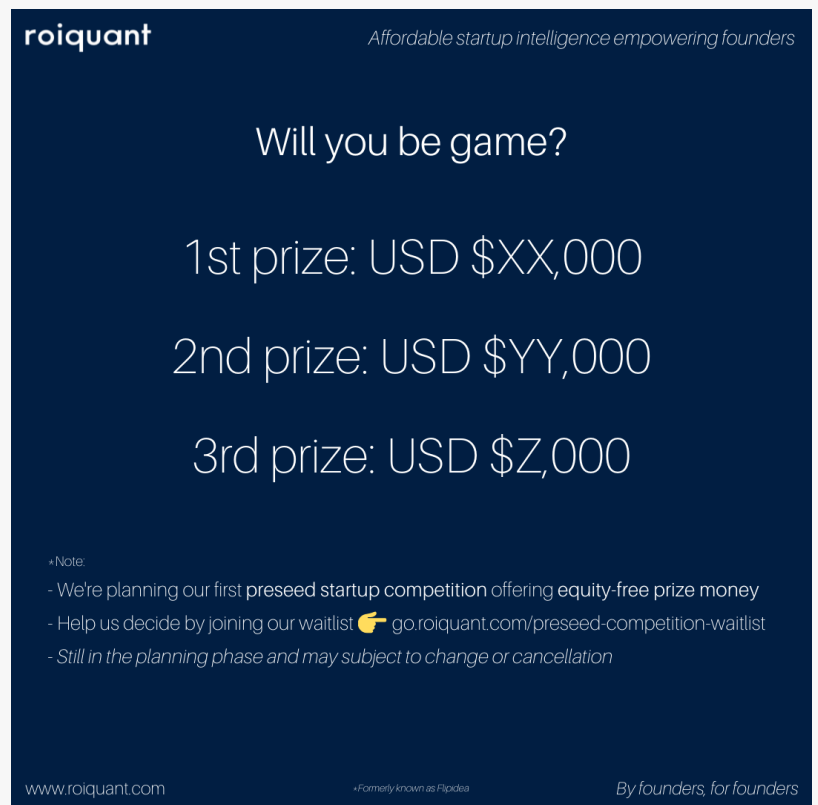 roiquant
Affordable startup intelligence empowering founders
Will you be game?
1st prize: USD $XX,000
2nd prize: USD $YY,000
3rd prize: USD $Z,000
*Note:
- We're planning our first preseed startup competition offering equity-free prize money
- Help us decide by joining our waitlist 👉 go.roiquant.com/preseed-competition-waitlist
- Still in the planning phase and may subject to change or cancellation
www.roiquant.com
*Formerly known as Flipidea
By founders, for founders